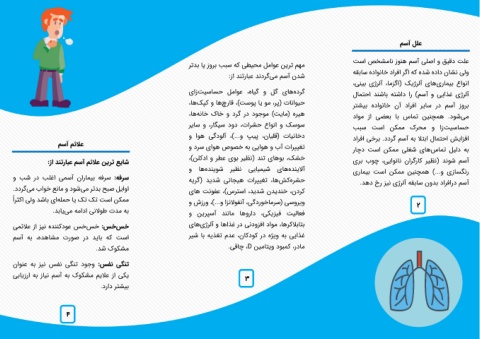 علل آسم
علت دقیق و اصلی آسم هنوز نامشخص است
ولی نشان داده شده که اگر افراد خانواده سابقه
انواع بیماری‌های آلرژیک (اگزما، آلرژی بینی،
آلرژی غذایی و آسم) را داشته باشند احتمال
بروز آسم در سایر افراد آن خانواده بیشتر
می‌شود. همچنین تماس با بعضی از مواد
حساسیت‌زا و محرک ممکن است سبب
افزایش احتمال ابتلا به آسم گردد. برخی افراد
به دلیل تماس‌های شغلی ممکن است دچار
آسم شوند (نظیر کارگران نانوایی، چوب بری
رنگسازی و...) همچنین ممکن است بیماری
آسم درافراد بدون سابقه آلرژی نیز رخ دهد.
۲
مهم ترین عوامل محیطی که سبب بروز یا بدتر
شدن آسم می‌گردند عبارتند از:
گرده‌های گل و گیاه، عوامل حساسیت‌زای
حیوانات (پر، مو یا پوست)، قارچ‌ها و کپک‌ها،
هیره (مایت) موجود در گرد و خاک خانه‌ها،
سوسک و انواع حشرات، دود سیگار، و سایر
دخانیات (قلیان، پیپ و...)، آلودگی هوا و
تغییرات آب و هوایی به خصوص هوای سرد و
خشک، بوهای تند (نظیر بوی عطر و ادکلن)،
آلاینده‌های شیمیایی نظیر شوینده‌ها و
حشره‌کش‌ها، تغییرات هیجانی شدید (گریه
کردن، خندیدن شدید، استرس)، عفونت های
ویروسی (سرماخوردگی، آنفولانزا و...)، ورزش و
فعالیت فیزیکی، داروها مانند آسپرین و
بتابلاکرها، مواد افزودنی در غذاها و آلرژی‌های
غذایی به ویژه در کودکان، عدم تغذیه با شیر
مادر، کمبود ویتامین D، چاقی.
۳
علائم آسم
شایع ترین علائم آسم عبارتند از:
سرفه: سرفه بیماران آسمی اغلب در شب و
اوایل صبح بدتر می‌شود و مانع خواب می‌گردد.
ممکن است تک تک یا حمله‌ای باشد ولی اکثراً
به مدت طولانی ادامه می‌یابد.
خس‌خس: خس‌خس عودکننده نیز از علائمی
است که باید در صورت مشاهده، به آسم
مشکوک شد.
تنگی نفس: وجود تنگی نفس نیز به عنوان
یکی از علایم مشکوک به آسم نیاز به ارزیابی
بیشتر دارد.
۴